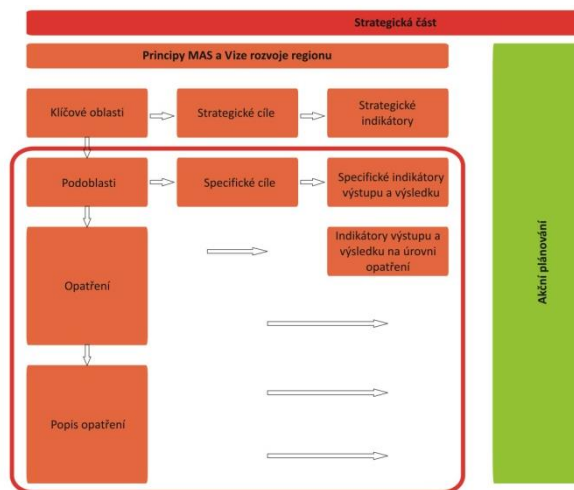 Strategická část
Principy MAS a Vize rozvoje regionu
Klíčové oblasti
Strategické cíle
Strategické
indikátory
Podoblasti
Specifické cíle
Specifické indikátory
výstupu a výsledku
Opatření
Indikátory výstupu a
výsledku na úrovni
opatření
Popis opatření
Akční plánování